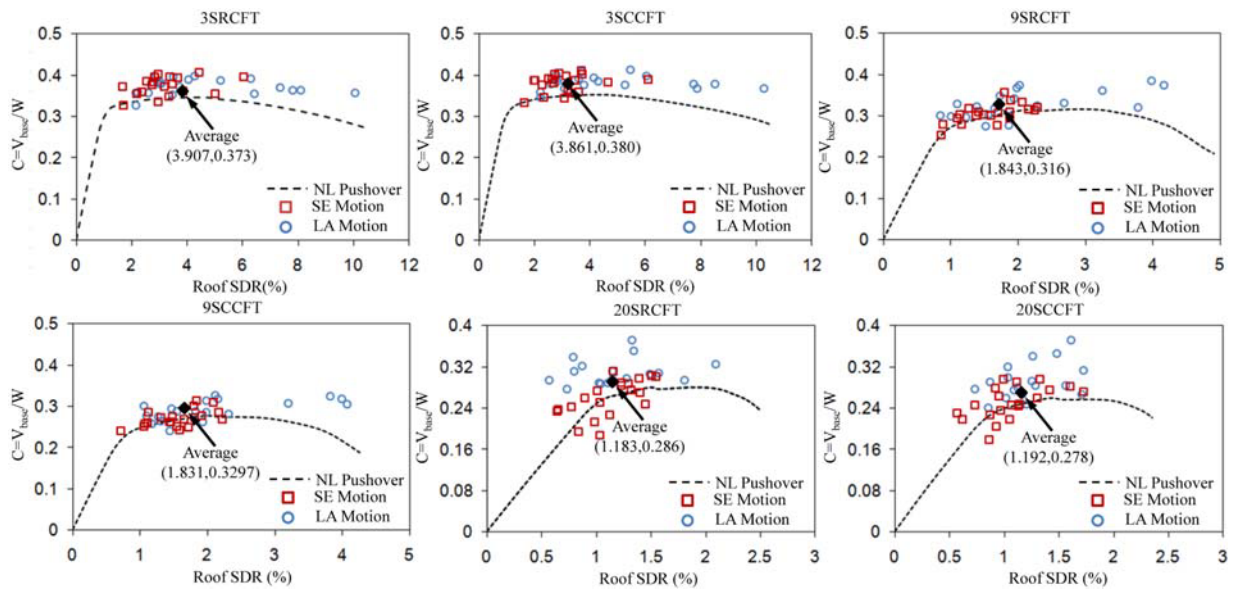 3SRCFT
C=Vbase/W
0.5
0.4
0.3
0.2
0.1
0
0 2 4 6 8 10 12
Roof SDR(%)
Average
(3.907,0.373)
NL Pushover
SE Motion
LA Motion
3SCCFT
0.5
0.4
0.3
0.2
0.1
0
0 2 4 6 8 10 12
Roof SDR (%)
Average
(3.861,0.380)
NL Pushover
SE Motion
LA Motion
9SRCFT
0.5
0.4
0.3
0.2
0.1
0
0 1 2 3 4 5
Roof SDR (%)
Average
(1.843,0.316)
NL Pushover
SE Motion
LA Motion
9SCCFT
C=Vbase/W
0.5
0.4
0.3
0.2
0.1
0
0 1 2 3 4 5
Roof SDR (%)
Average
(1.831,0.3297)
NL Pushover
SE Motion
LA Motion
20SRCFT
0.4
0.32
0.24
0.16
0.08
0
0 0.5 1 1.5 2 2.5 3
Roof SDR (%)
Average
(1.183,0.286)
NL Pushover
SE Motion
LA Motion
20SCCFT
0.4
0.32
0.24
0.16
0.08
0
0 0.5 1 1.5 2 2.5 3
Roof SDR (%)
Average
(1.192,0.278)
NL Pushover
SE Motion
LA Motion